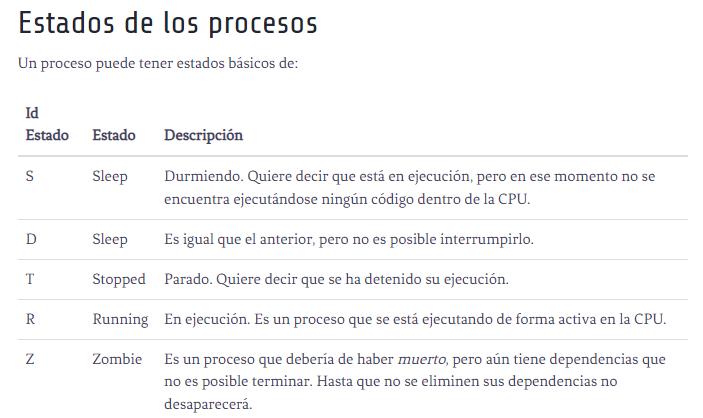 Estados de los procesos
Un proceso puede tener estados básicos de:
Id
Estado Estado Descripción
S Sleep Durmiendo. Quiere decir que está en ejecución, pero en ese momento no se
encuentra ejecutándose ningún código dentro de la CPU.
D Sleep Es igual que el anterior, pero no es posible interrumpirlo.
T Stopped Parado. Quiere decir que se ha detenido su ejecución.
R Running En ejecución. Es un proceso que se está ejecutando de forma activa en la CPU.
Z Zombie Es un proceso que debería de haber muerto, pero aún tiene dependencias que
no es posible terminar. Hasta que no se eliminen sus dependencias no
desaparecerá.